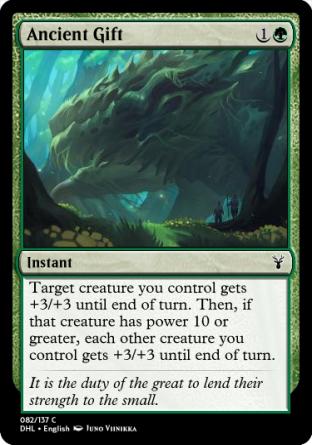 Ancient Gift 1
Instant
Target creature you control gets
+3/+3 until end of turn. Then, if
that creature has power 10 or
greater, each other creature you
control gets +3/+3 until end of turn.
It is the duty of the great to lend their
strength to the small.
082/137 C
DHL • English Juno Viinikka